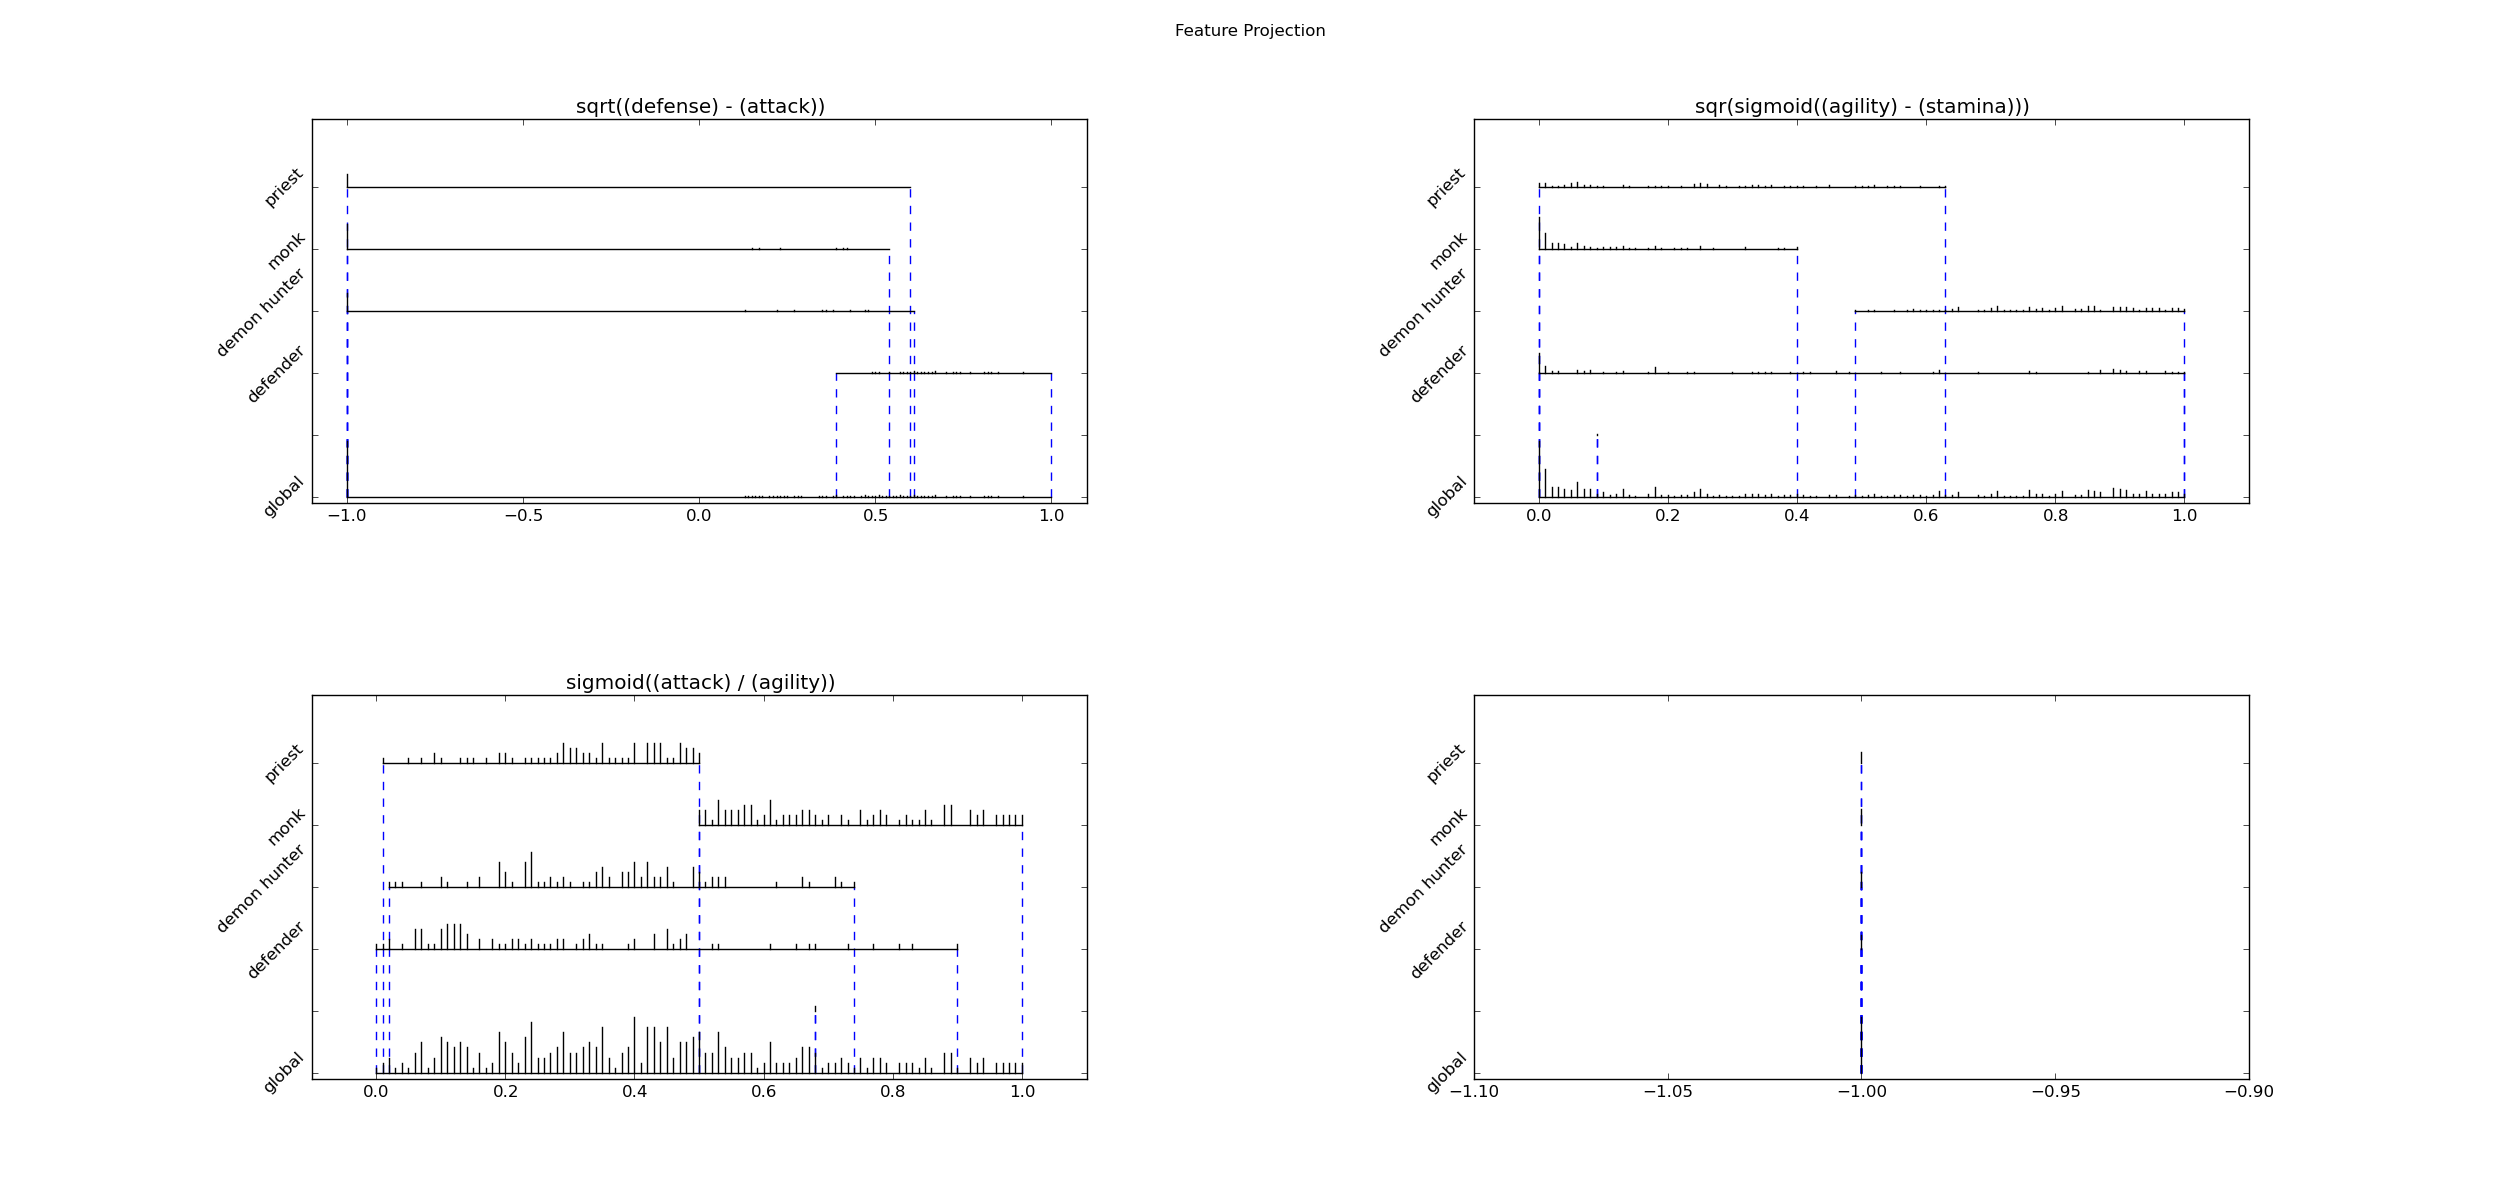 Feature Projection
sqrt((defense) - (attack))
priest
monk
demon hunter
defender
global
−1.0 −0.5 0.0 0.5 1.0
sqr(sigmoid((agility) - (stamina)))
priest
monk
demon hunter
defender
global
0.0 0.2 0.4 0.6 0.8 1.0
sigmoid((attack) / (agility))
priest
monk
demon hunter
defender
global
0.0 0.2 0.4 0.6 0.8 1.0
priest
monk
demon hunter
defender
global
−1.10 −1.05 −1.00 −0.95 −0.90